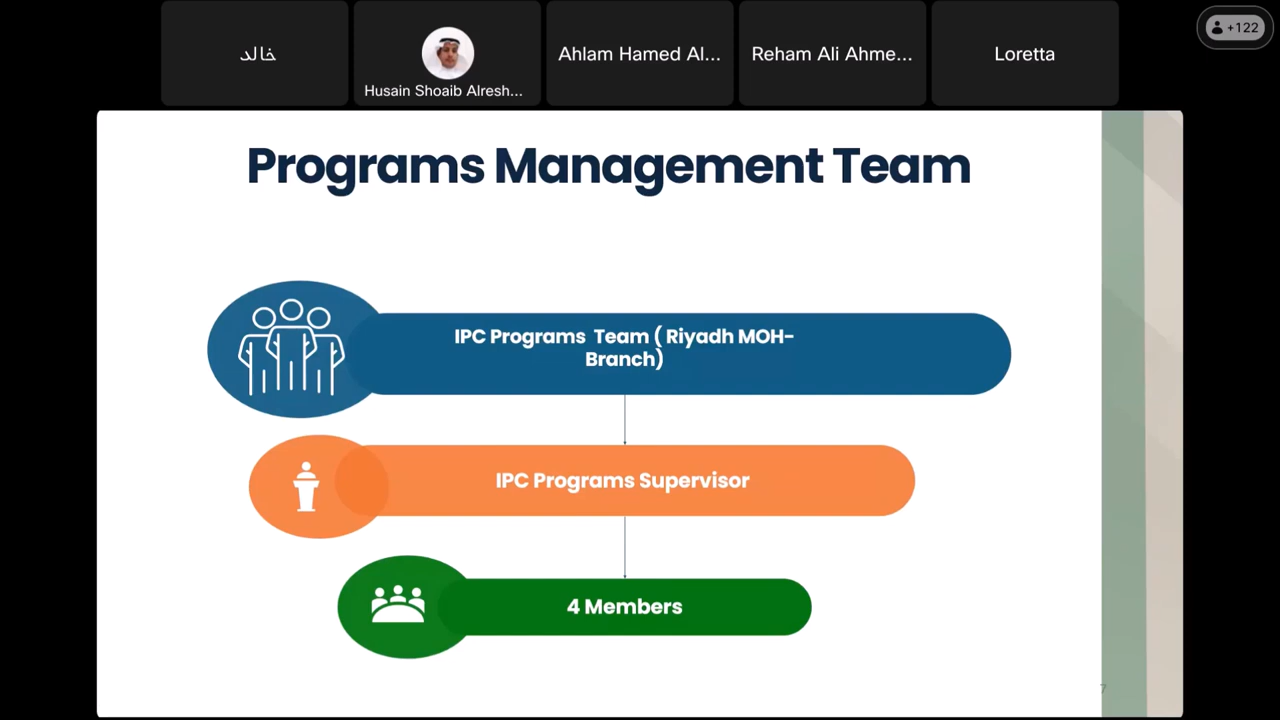 خالد
Husain Shoaib Alresh...
Ahlam Hamed Al...
Reham Ali Ahme...
Loretta
+122
Programs Management Team
IPC Programs Team ( Riyadh MOH-
Branch)
IPC Programs Supervisor
4 Members
7